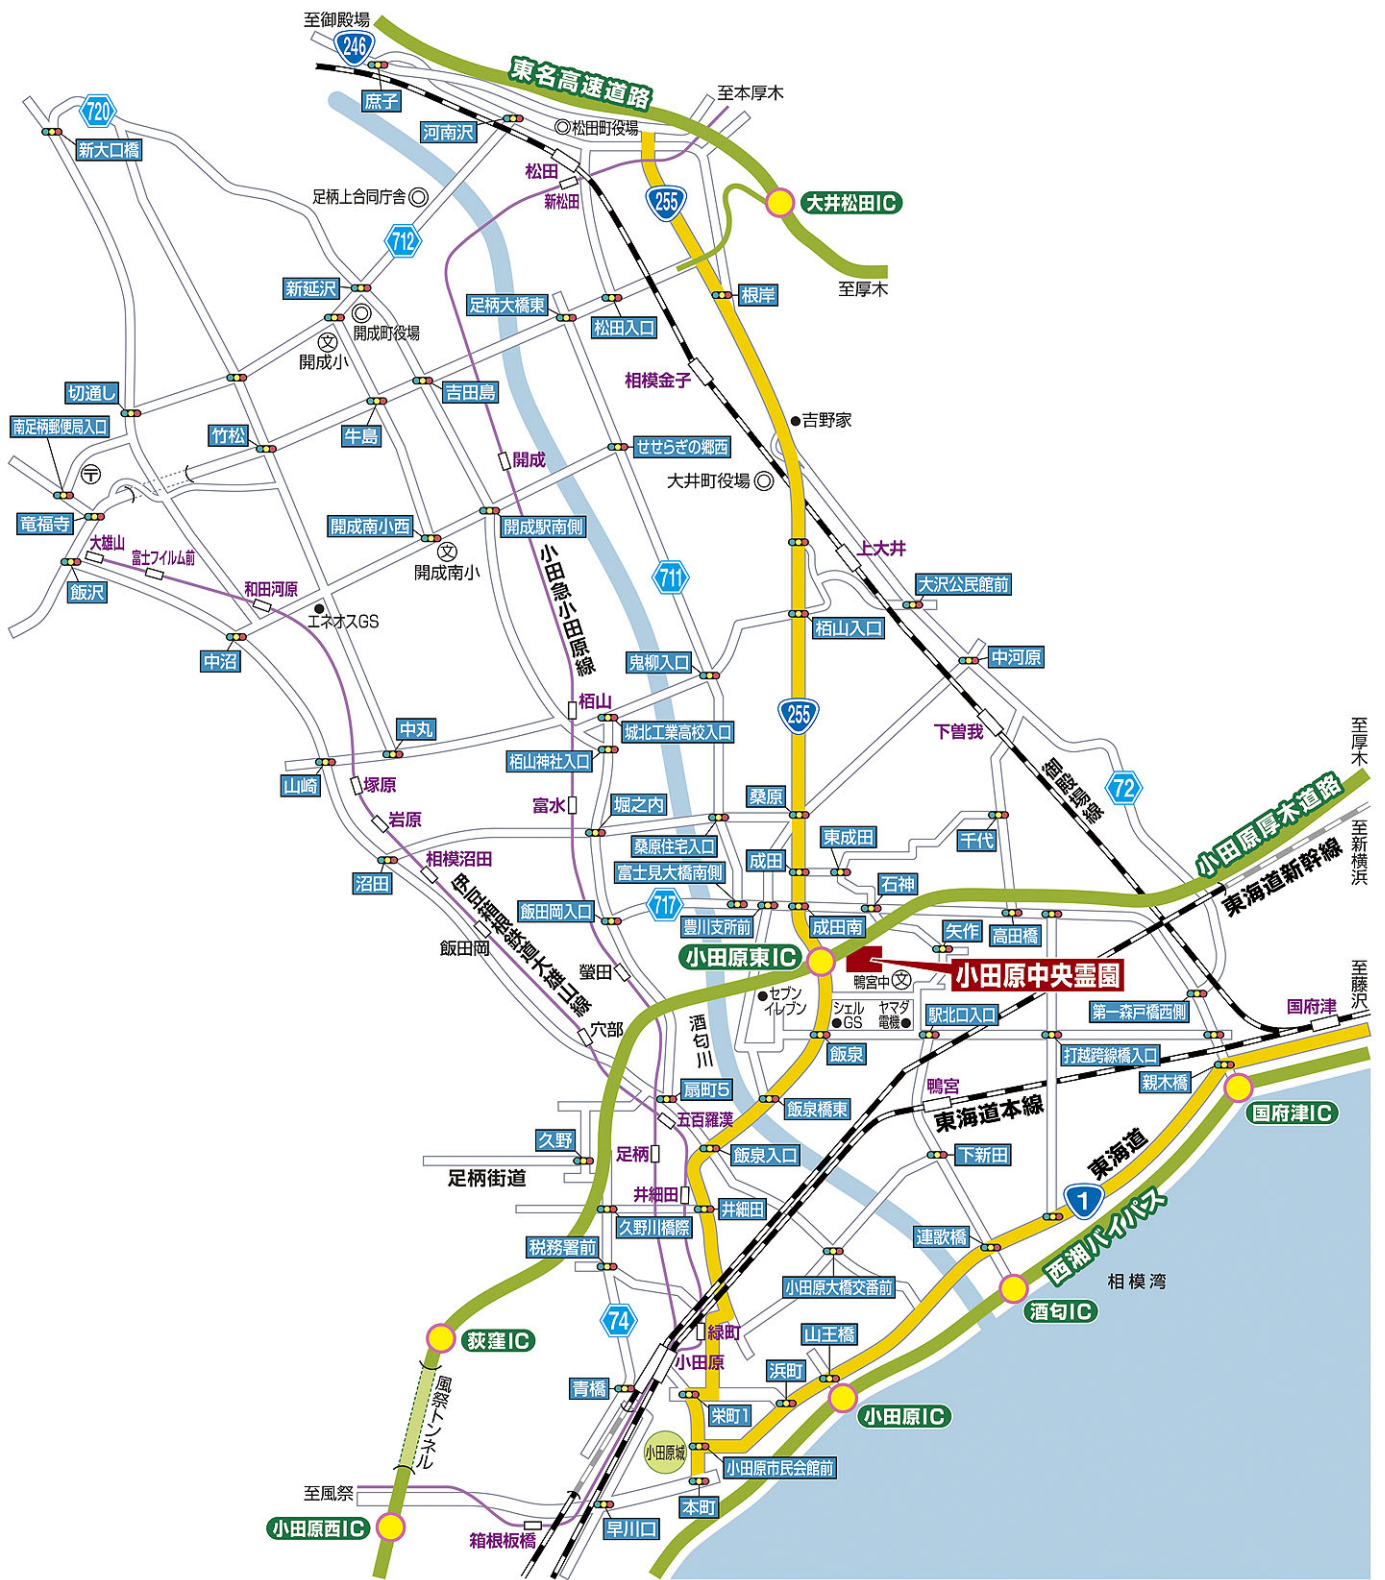 至御殿場
246
東名高速道路
庶子
至本厚木
720
河南沢
松田町役場
新大口橋
松田
新松田
足柄上合同庁舎
255
大井松田IC
712
至厚木
新延沢
根岸
足柄大橋東
松田入口
開成町役場
開成小
相模金子
切通し
吉田島
南足柄郵便局入口
竹松
牛島
吉野家
せせらぎの郷西
開成
大井町役場
〒
竜福寺
開成南小西
開成駅南側
大雄山
富士フイルム前
文
開成南小
小田急小田原線
上大井
飯沢
和田河原
711
大沢公民館前
エネオスGS
栢山入口
中沼
鬼柳入口
中河原
栢山
255
中丸
城北工業高校入口
下曽我
至厚木
栢山神社入口
御殿場線
山崎
塚原
72
富水
堀之内
桑原
小田原厚木道路
岩原
東成田
千代
桑原住宅入口
至新横浜
相模沼田
成田
沼田
富士見大橋南側
東海道新幹線
石神
伊豆箱根鉄道大雄山線
717
飯田岡入口
豊川支所前
成田南
高田橋
矢作
飯田岡
小田原東IC
小田原中央霊園
螢田
鴨宮中
文
至藤沢
セブン
イレブン
シェル
GS
ヤマダ
電機
駅北口入口
第一森戸橋西側
国府津
穴部
酒匂川
飯泉
打越跨線橋入口
親木橋
扇町5
鴨宮
飯泉橋東
東海道本線
国府津IC
五百羅漢
久野
足柄
飯泉入口
下新田
東海道
足柄街道
井細田
井細田
1
久野川橋際
税務署前
連歌橋
西湘バイパス
小田原大橋交番前
相模湾
74
酒匂IC
荻窪IC
緑町
山王橋
小田原
浜町
青橋
栄町1
小田原IC
風祭トンネル
小田原城
小田原市民会館前
至風祭
本町
小田原西IC
早川口
箱根板橋